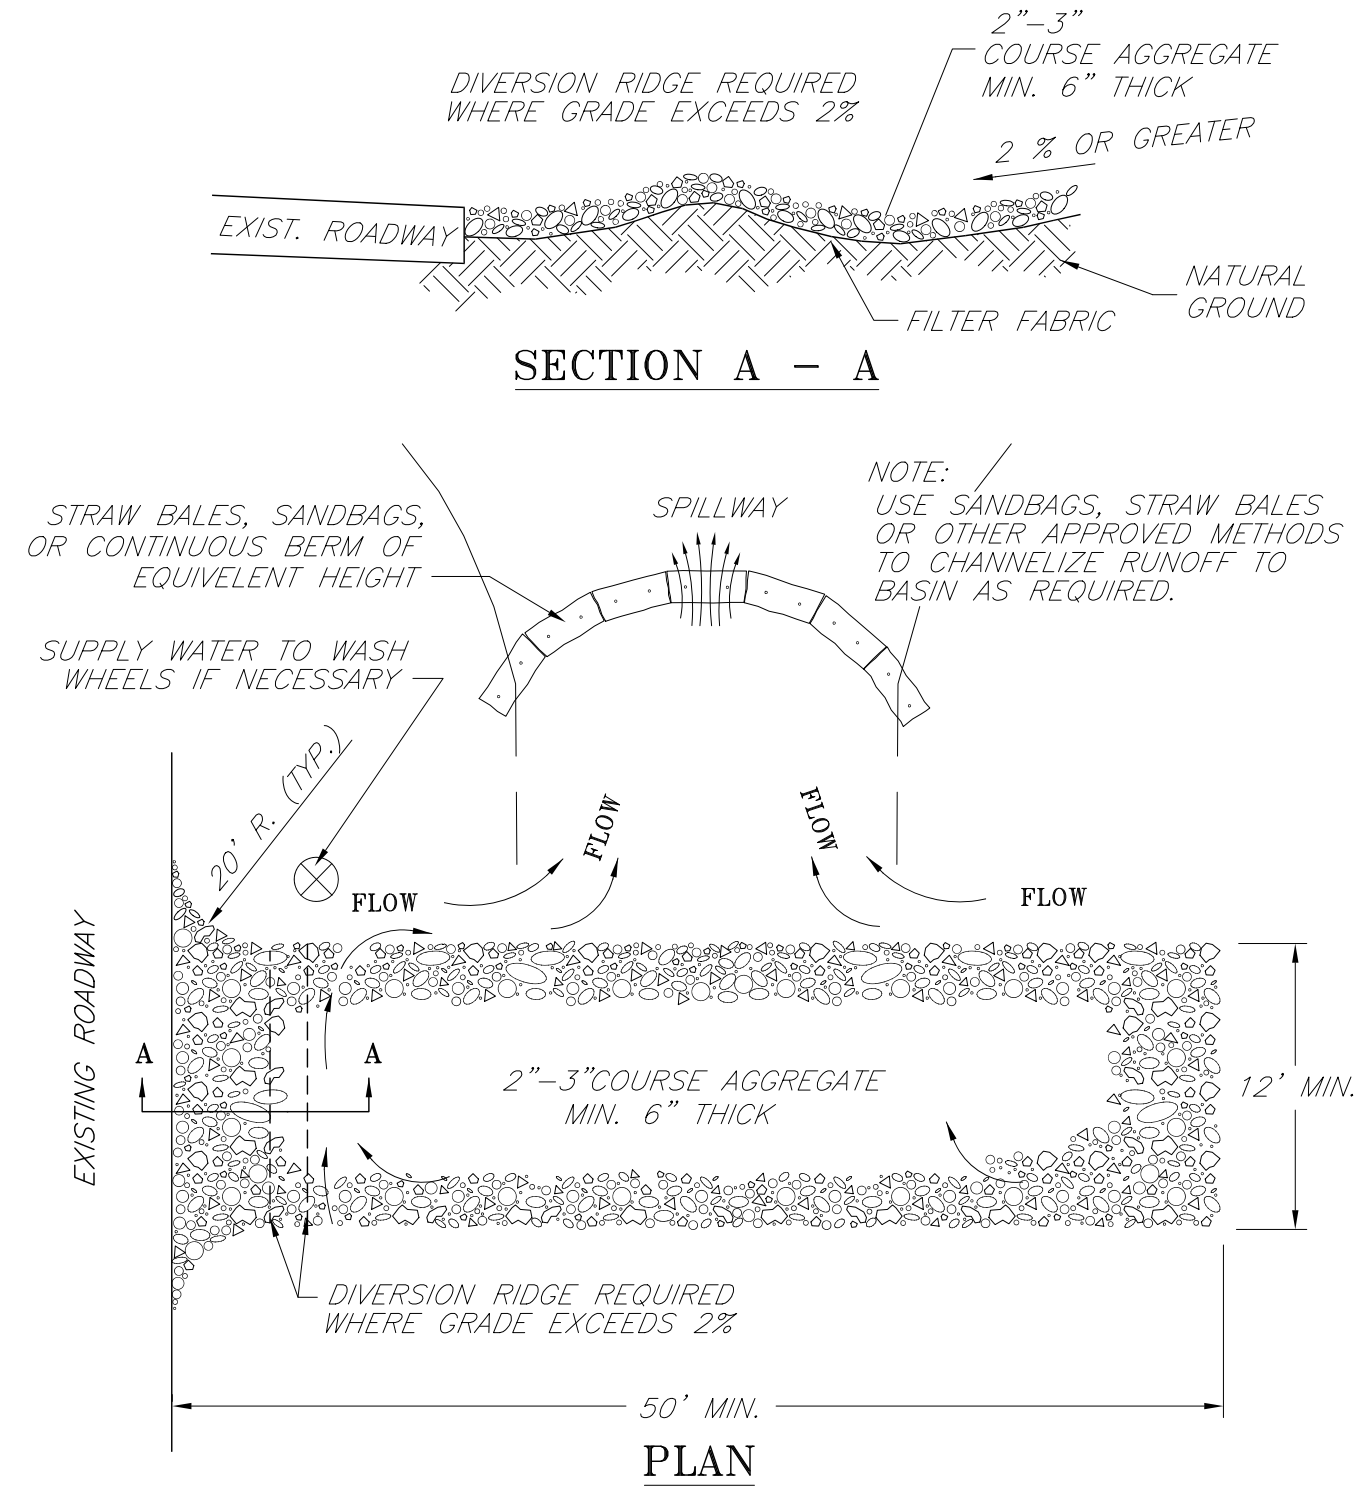 2"-3"
COURSE AGGREGATE
MIN. 6" THICK
DIVERSION RIDGE REQUIRED
WHERE GRADE EXCEEDS 2%
2 % OR GREATER
EXIST. ROADWAY
NATURAL
GROUND
FILTER FABRIC
SECTION A - A
NOTE:
USE SANDBAGS, STRAW BALES
OR OTHER APPROVED METHODS
TO CHANNELIZE RUNOFF TO
BASIN AS REQUIRED.
SPILLWAY
STRAW BALES, SANDBAGS,
OR CONTINUOUS BERM OF
EQUIVELENT HEIGHT
SUPPLY WATER TO WASH
WHEELS IF NECESSARY
20' R. (TYP.)
FLOW
FLOW
FLOW
FLOW
EXISTING ROADWAY
A
A
2"-3"COURSE AGGREGATE
MIN. 6" THICK
12' MIN.
DIVERSION RIDGE REQUIRED
WHERE GRADE EXCEEDS 2%
50' MIN.
PLAN